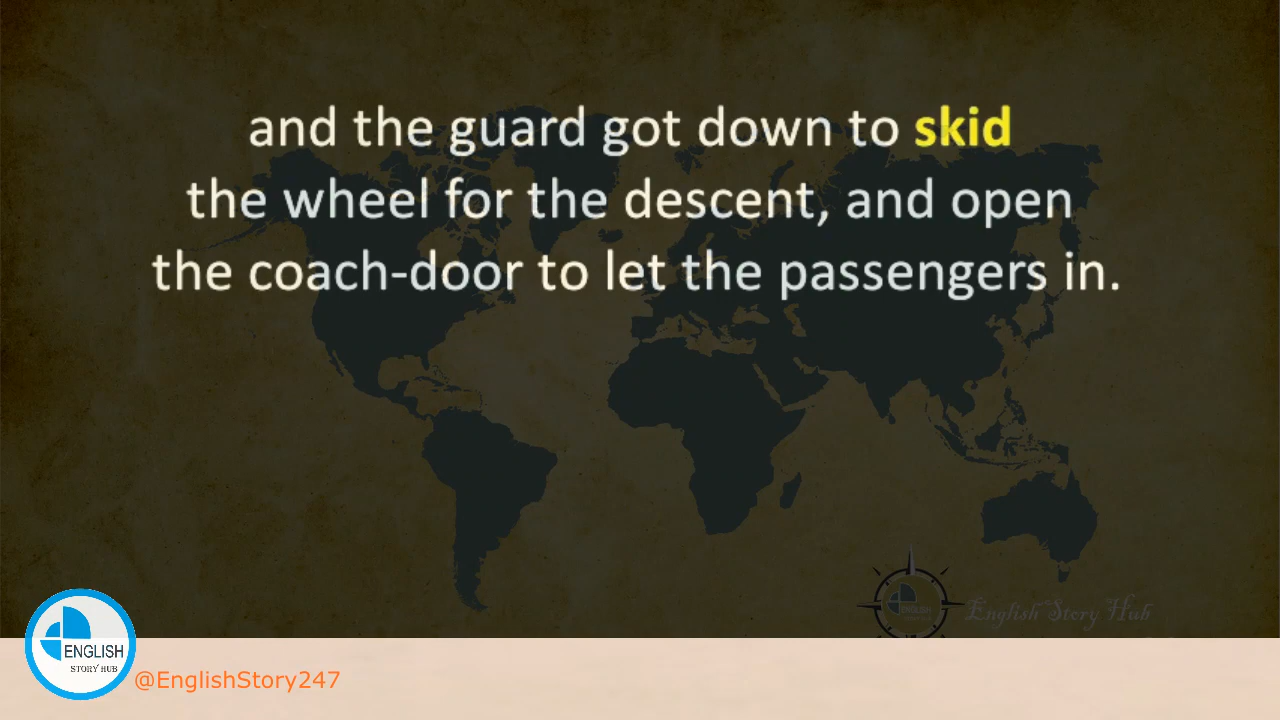 and the guard got down to skid
the wheel for the descent, and open
the coach-door to let the passengers in.
English Story Hub
ENGLISH
STORY HUB
@EnglishStory247